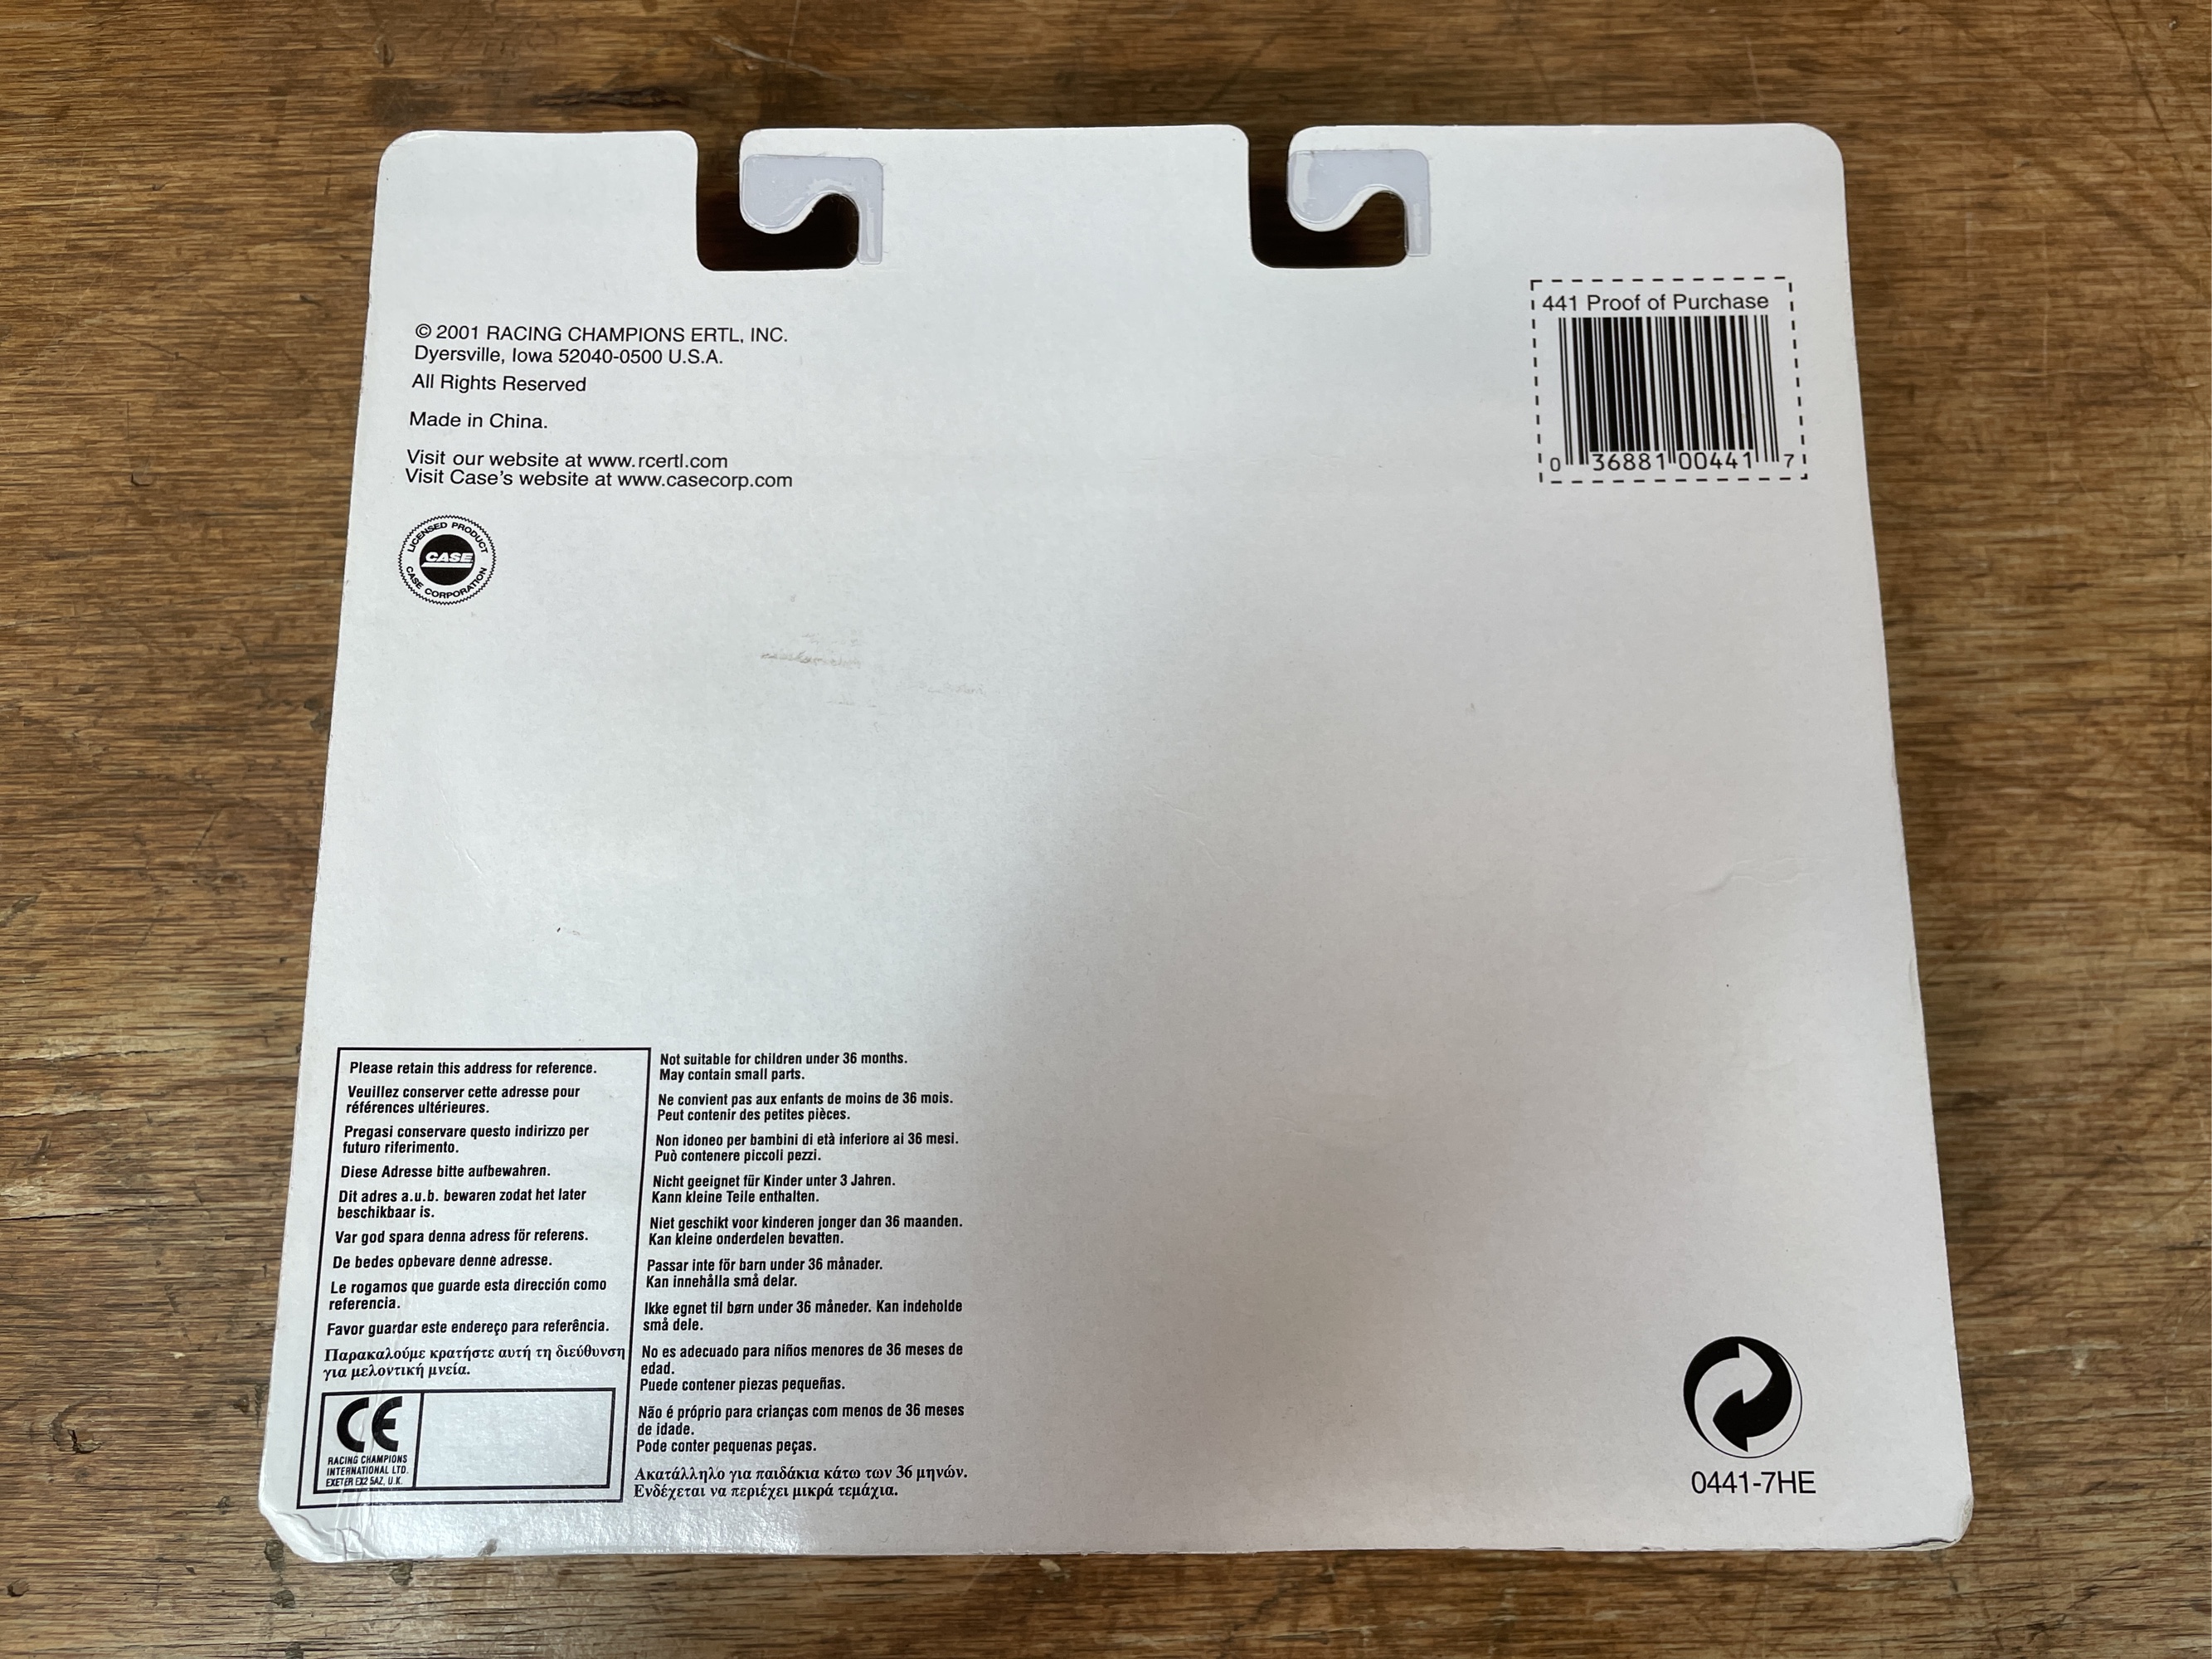 © 2001 RACING CHAMPIONS ERTL, INC.
Dyersville, Iowa 52040-0500 U.S.A.
All Rights Reserved
Made in China.
Visit our website at www.rcertl.com
Visit Case's website at www.casecorp.com
LICENSED PRODUCT
CASE
CASE CORPORATION
441 Proof of Purchase
0 36881 00441 7
Please retain this address for reference.
Veuillez conserver cette adresse pour
références ultérieures.
Pregasi conservare questo indirizzo per
futuro riferimento.
Diese Adresse bitte aufbewahren.
Dit adres a.u.b. bewaren zodat het later
beschikbaar is.
Var god spara denna adress för referens.
De bedes opbevare denne adresse.
Le rogamos que guarde esta dirección como
referencia.
Favor guardar este endereço para referência.
Παρακαλούμε κρατήστε αυτή τη διεύθυνση
για μελοντική μνεία.
CE
RACING CHAMPIONS
INTERNATIONAL LTD.
EXETER EX2 5AZ, U.K.
Not suitable for children under 36 months.
May contain small parts.
Ne convient pas aux enfants de moins de 36 mois.
Peut contenir des petites pièces.
Non idoneo per bambini di età inferiore ai 36 mesi.
Può contenere piccoli pezzi.
Nicht geeignet für Kinder unter 3 Jahren.
Kann kleine Teile enthalten.
Niet geschikt voor kinderen jonger dan 36 maanden.
Kan kleine onderdelen bevatten.
Passar inte för barn under 36 månader.
Kan innehålla små delar.
Ikke egnet til børn under 36 måneder. Kan indeholde
små dele.
No es adecuado para niños menores de 36 meses de
edad.
Puede contener piezas pequeñas.
Não é próprio para crianças com menos de 36 meses
de idade.
Pode conter pequenas peças.
Ακατάλληλο για παιδάκια κάτω των 36 μηνών.
Ενδέχεται να περιέχει μικρά τεμάχια.
0441-7HE